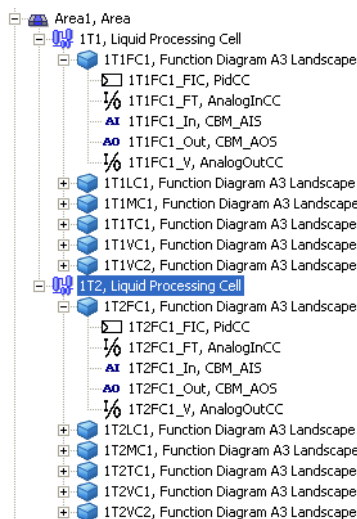 Area1, Area
1T1, Liquid Processing Cell
1T1FC1, Function Diagram A3 Landscape
1T1FC1_FIC, PidCC
I/O 1T1FC1_FT, AnalogInCC
AI 1T1FC1_In, CBM_AIS
AO 1T1FC1_Out, CBM_AOS
I/O 1T1FC1_V, AnalogOutCC
1T1LC1, Function Diagram A3 Landscape
1T1MC1, Function Diagram A3 Landscape
1T1TC1, Function Diagram A3 Landscape
1T1VC1, Function Diagram A3 Landscape
1T1VC2, Function Diagram A3 Landscape
1T2, Liquid Processing Cell
1T2FC1, Function Diagram A3 Landscape
1T2FC1_FIC, PidCC
I/O 1T2FC1_FT, AnalogInCC
AI 1T2FC1_In, CBM_AIS
AO 1T2FC1_Out, CBM_AOS
I/O 1T2FC1_V, AnalogOutCC
1T2LC1, Function Diagram A3 Landscape
1T2MC1, Function Diagram A3 Landscape
1T2TC1, Function Diagram A3 Landscape
1T2VC1, Function Diagram A3 Landscape
1T2VC2, Function Diagram A3 Landscape